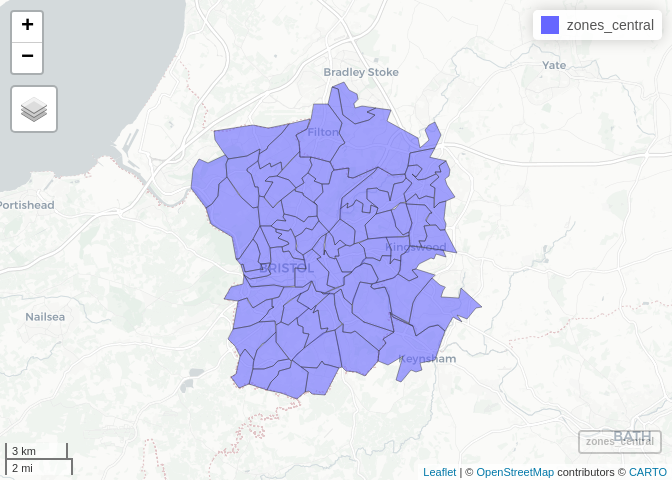 +
−
zones_central
Bradley Stoke
Yate
Filton
Portishead
Kingswood
BRISTOL
Nailsea
Keynsham
BATH
zones_central
3 km
2 mi
Leaflet | © OpenStreetMap contributors © CARTO